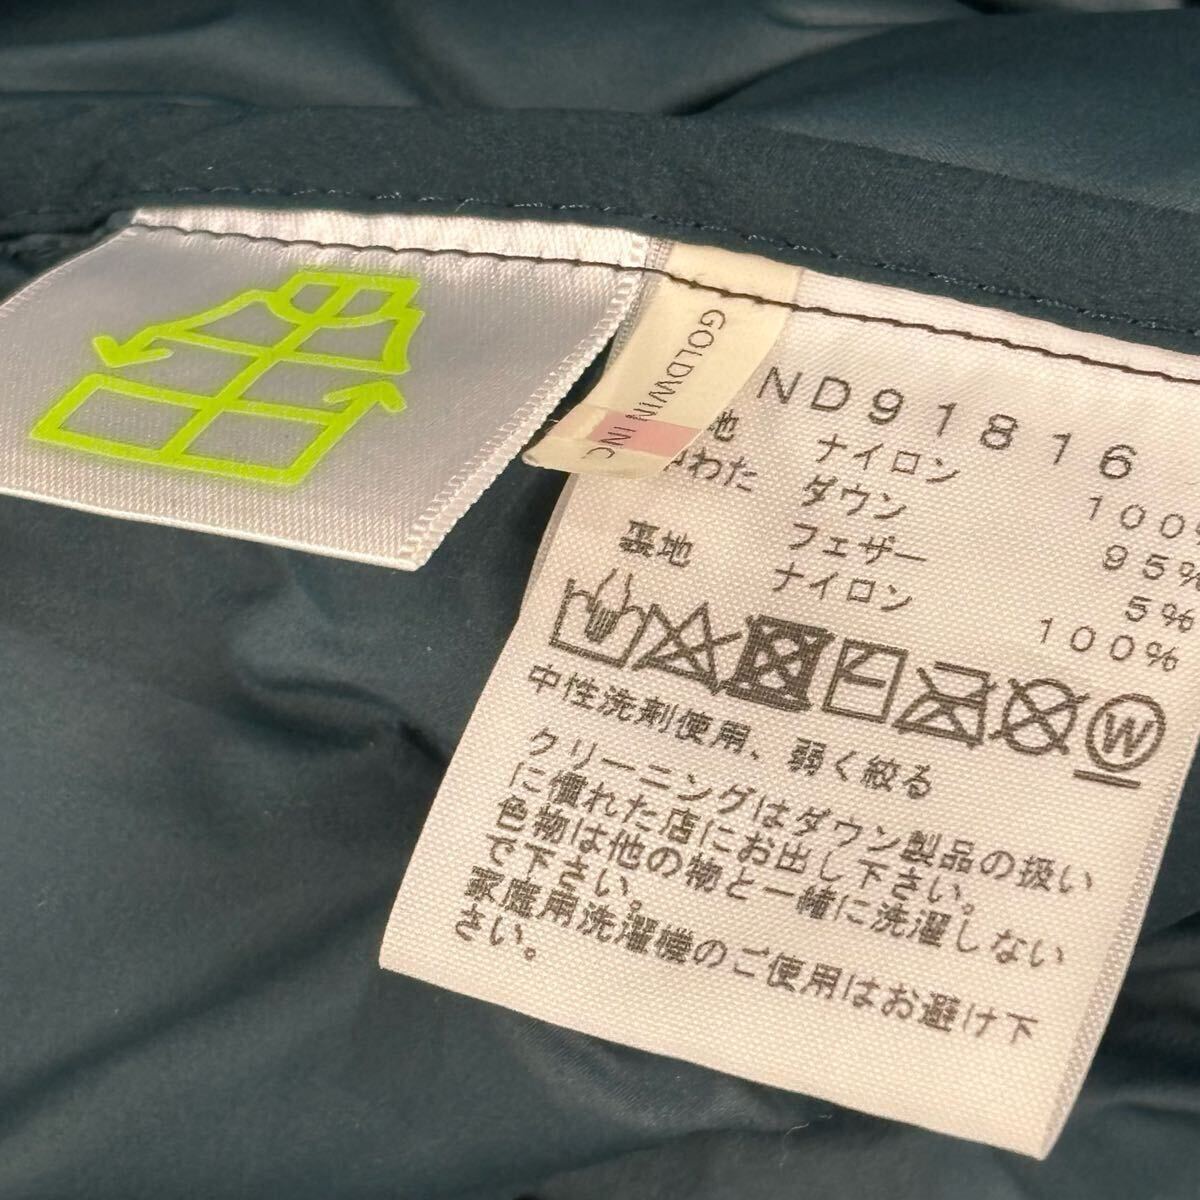 GOLDWIN INC
ND91816
地 ナイロン 100%
中わた ダウン 95%
フェザー 5%
裏地 ナイロン 100%
W
中性洗剤使用、弱く絞る
クリーニングはダウン製品の扱い
に慣れた店にお出し下さい。
色物は他の物と一緒に洗濯しない
で下さい。
家庭用洗濯機のご使用はお避け下
さい。